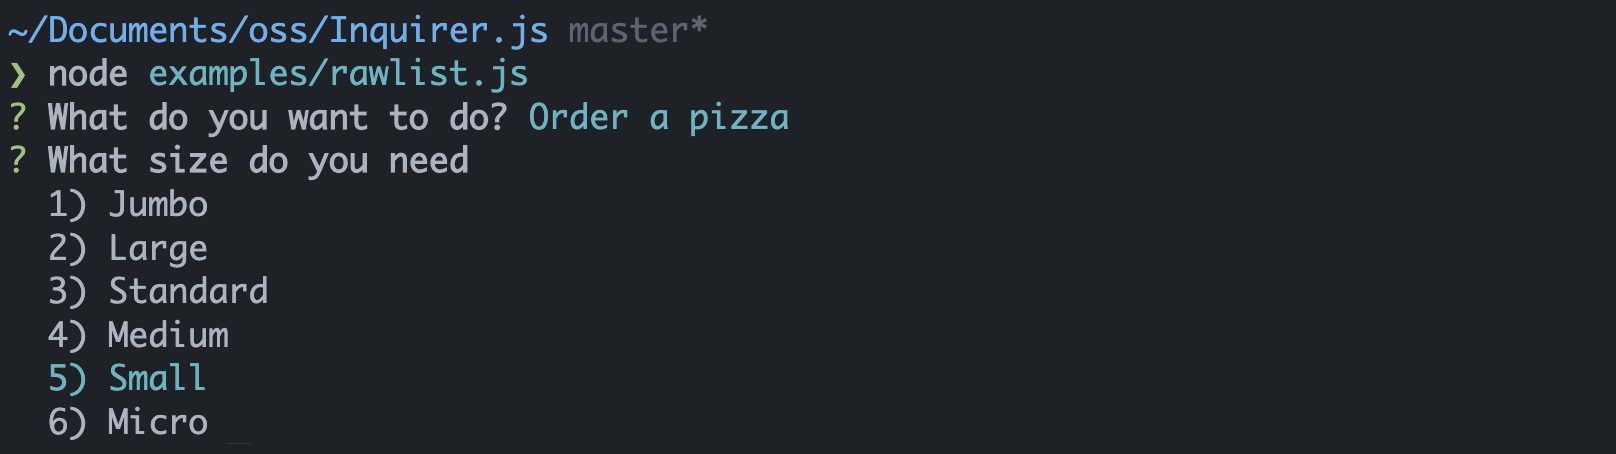 ~/Documents/oss/Inquirer.js master*
❯ node examples/rawlist.js
? What do you want to do? Order a pizza
? What size do you need
1) Jumbo
2) Large
3) Standard
4) Medium
5) Small
6) Micro _